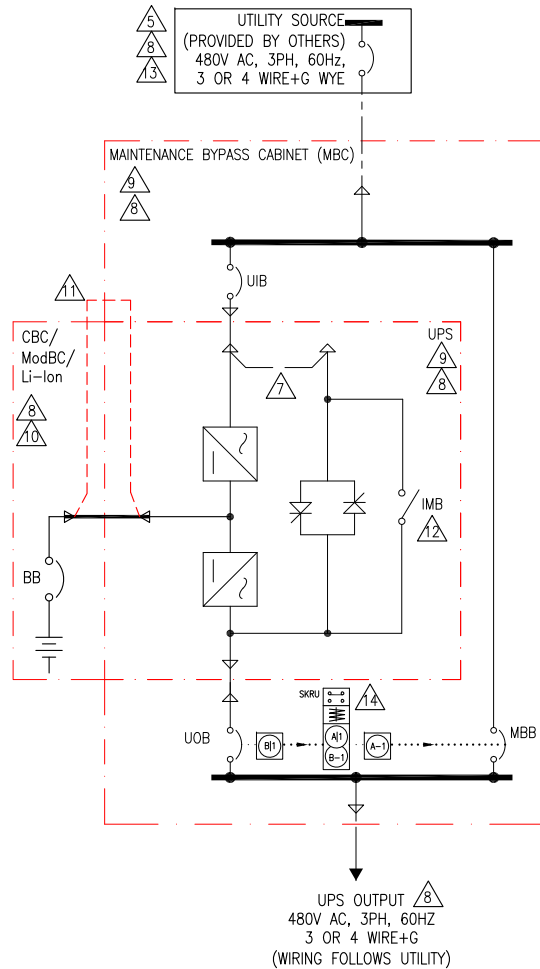 5
8
13
UTILITY SOURCE
(PROVIDED BY OTHERS)
480V AC, 3PH, 60Hz,
3 OR 4 WIRE+G WYE
MAINTENANCE BYPASS CABINET (MBC)
9
8
UIB
11
CBC/
ModBC/
Li-Ion
8
10
UPS
9
8
7
IMB
12
BB
SKRU
14
UOB
B|1
A|1
B-1
A-1
MBB
UPS OUTPUT 8
480V AC, 3PH, 60HZ
3 OR 4 WIRE+G
(WIRING FOLLOWS UTILITY)